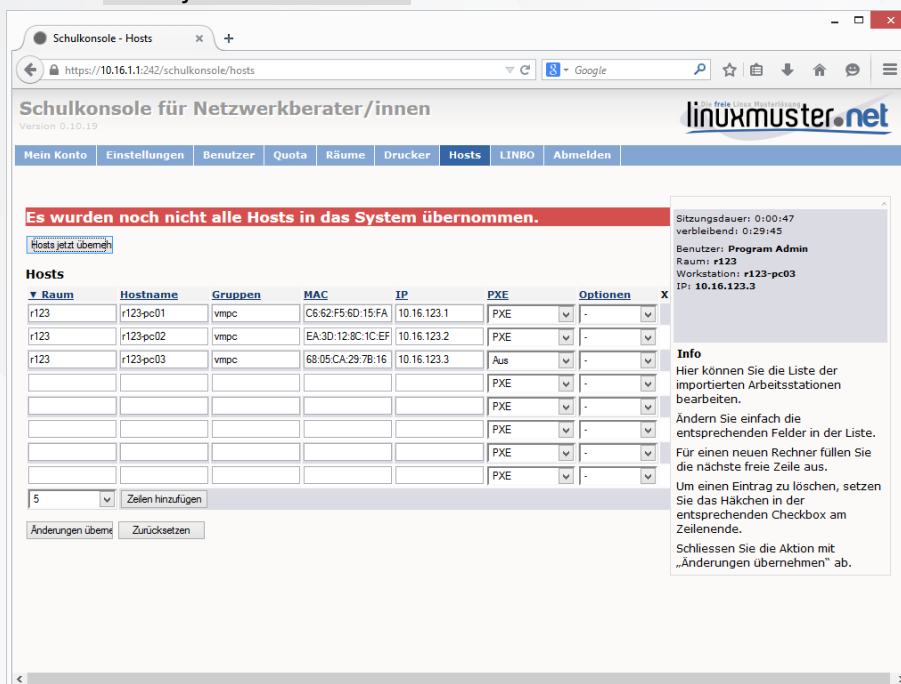 Schulkonsole - Hosts
https://10.16.1.1:242/schulkonsole/hosts
Google
Schulkonsole für Netzwerkberater/innen
Version 0.10.19
Die freie Linux Musterlösung
linuxmuster.net
Mein Konto Einstellungen Benutzer Quota Räume Drucker Hosts LINBO Abmelden
Es wurden noch nicht alle Hosts in das System übernommen.
Hosts jetzt überneh
Hosts
▼ Raum Hostname Gruppen MAC IP PXE Optionen X
r123 r123-pc01 vmpc C6:62:F5:6D:15:FA 10.16.123.1 PXE -
r123 r123-pc02 vmpc EA:3D:12:8C:1C:EF 10.16.123.2 PXE -
r123 r123-pc03 vmpc 68:05:CA:29:7B:16 10.16.123.3 Aus -
PXE -
PXE -
PXE -
PXE -
PXE -
5 Zeilen hinzufügen
Änderungen überne Zurücksetzen
Sitzungsdauer: 0:00:47
verbleibend: 0:29:45
Benutzer: Program Admin
Raum: r123
Workstation: r123-pc03
IP: 10.16.123.3
Info
Hier können Sie die Liste der
importierten Arbeitsstationen
bearbeiten.
Ändern Sie einfach die
entsprechenden Felder in der Liste.
Für einen neuen Rechner füllen Sie
die nächste freie Zeile aus.
Um einen Eintrag zu löschen, setzen
Sie das Häkchen in der
entsprechenden Checkbox am
Zeilenende.
Schliessen Sie die Aktion mit
„Änderungen übernehmen" ab.